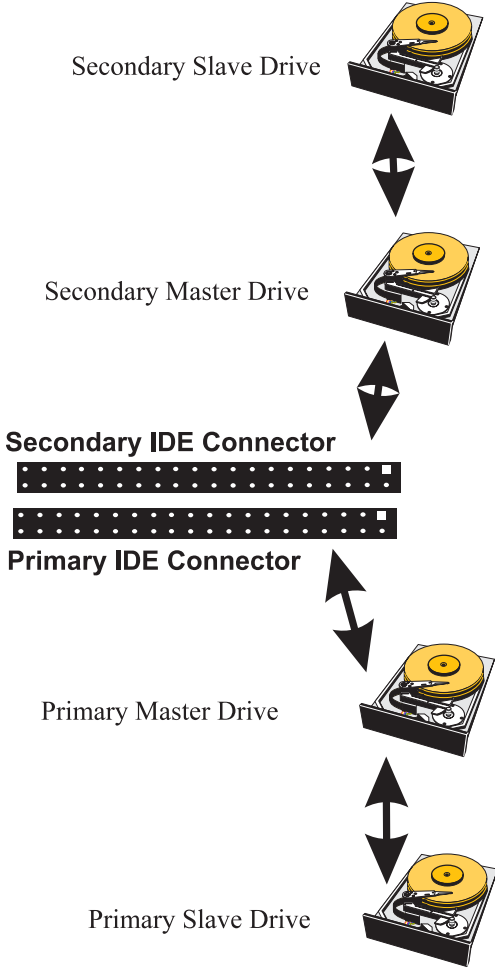 Secondary Slave Drive
Secondary Master Drive
Secondary IDE Connector
Primary IDE Connector
Primary Master Drive
Primary Slave Drive